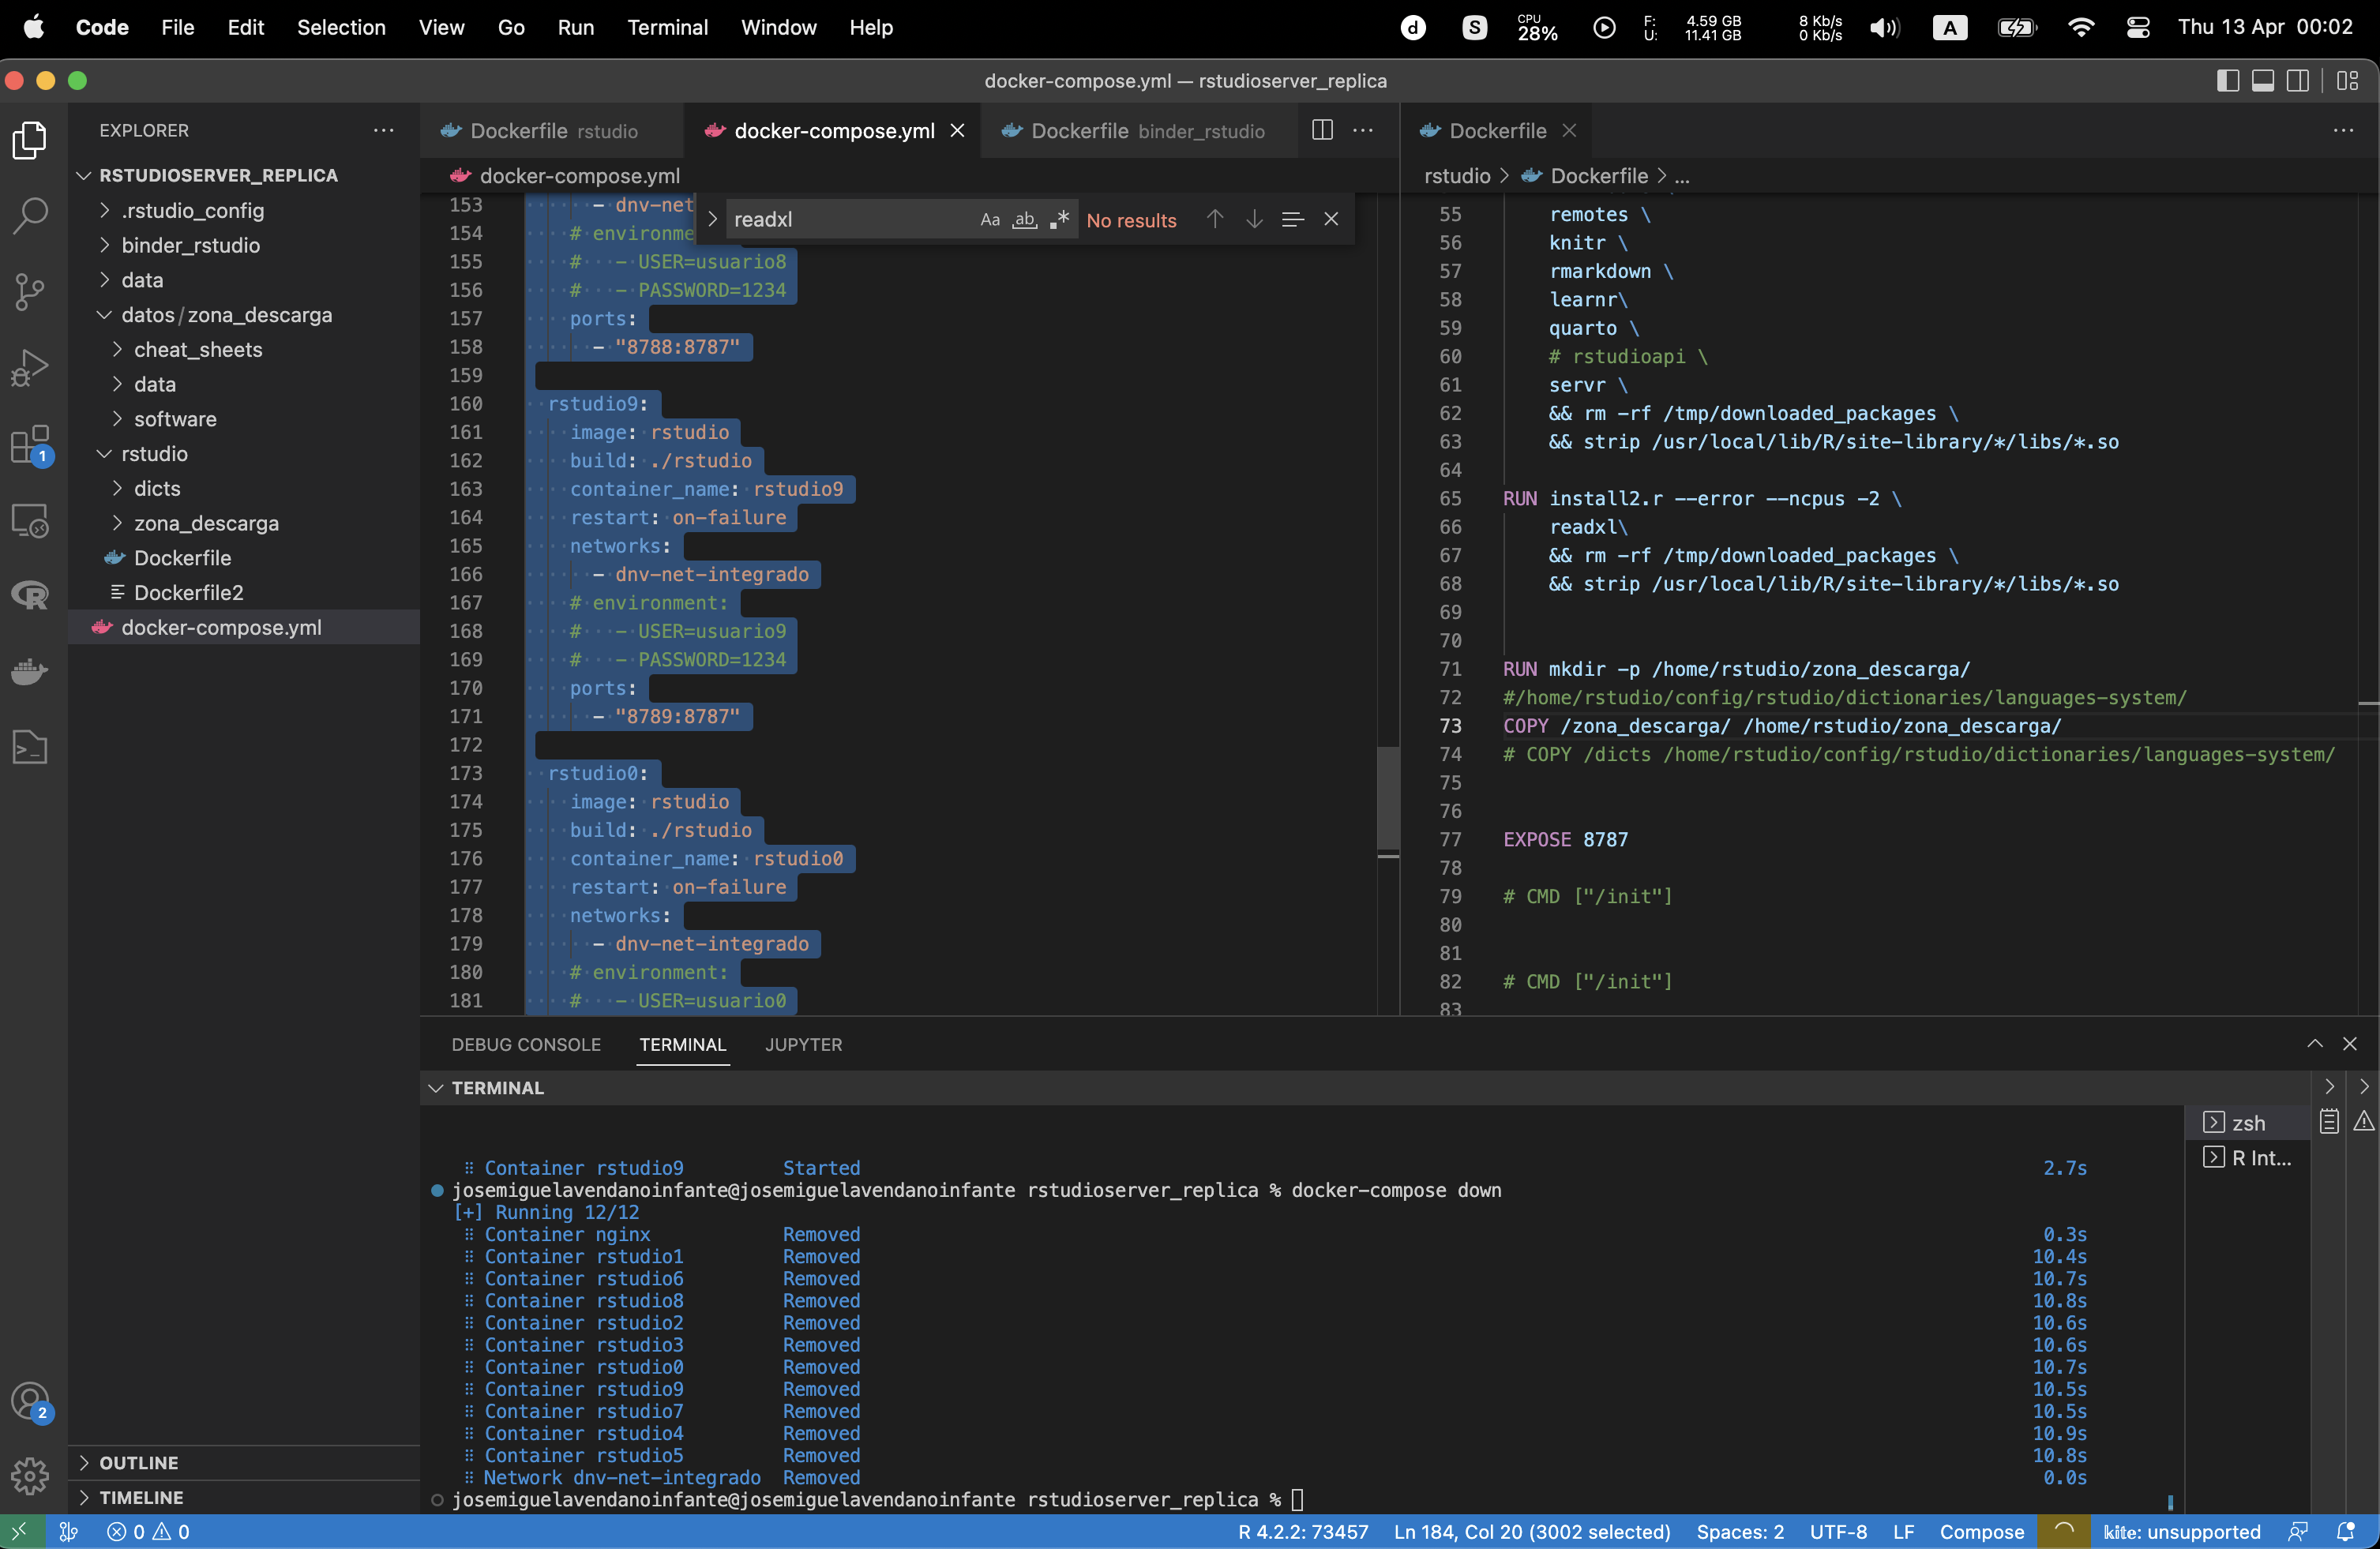 Code File Edit Selection View Go Run Terminal Window Help
d S CPU 28% F: 4.59 GB U: 11.41 GB 8 Kb/s 0 Kb/s A Thu 13 Apr 00:02
docker-compose.yml — rstudioserver_replica
EXPLORER ...
RSTUDIOSERVER_REPLICA
.rstudio_config
binder_rstudio
data
datos/zona_descarga
cheat_sheets
data
software
rstudio
dicts
zona_descarga
Dockerfile
Dockerfile2
docker-compose.yml
OUTLINE
TIMELINE
1
2
Dockerfile rstudio docker-compose.yml Dockerfile binder_rstudio ...
docker-compose.yml
readxl Aa ab .* No results
153 - dnv-net
154 # environme
155 # - USER=usuario8
156 # - PASSWORD=1234
157 ports:
158 - "8788:8787"
159
160 rstudio9:
161 image: rstudio
162 build: ./rstudio
163 container_name: rstudio9
164 restart: on-failure
165 networks:
166 - dnv-net-integrado
167 # environment:
168 # - USER=usuario9
169 # - PASSWORD=1234
170 ports:
171 - "8789:8787"
172
173 rstudio0:
174 image: rstudio
175 build: ./rstudio
176 container_name: rstudio0
177 restart: on-failure
178 networks:
179 - dnv-net-integrado
180 # environment:
181 # - USER=usuario0
Dockerfile ...
rstudio > Dockerfile > ...
55 remotes \
56 knitr \
57 rmarkdown \
58 learnr\
59 quarto \
60 # rstudioapi \
61 servr \
62 && rm -rf /tmp/downloaded_packages \
63 && strip /usr/local/lib/R/site-library/*/libs/*.so
64
65 RUN install2.r --error --ncpus -2 \
66 readxl\
67 && rm -rf /tmp/downloaded_packages \
68 && strip /usr/local/lib/R/site-library/*/libs/*.so
69
70
71 RUN mkdir -p /home/rstudio/zona_descarga/
72 #/home/rstudio/config/rstudio/dictionaries/languages-system/
73 COPY /zona_descarga/ /home/rstudio/zona_descarga/
74 # COPY /dicts /home/rstudio/config/rstudio/dictionaries/languages-system/
75
76
77 EXPOSE 8787
78
79 # CMD ["/init"]
80
81
82 # CMD ["/init"]
83
DEBUG CONSOLE TERMINAL JUPYTER
TERMINAL
zsh
R Int...
Container rstudio9 Started 2.7s
josemiguelavendanoinfante@josemiguelavendanoinfante rstudioserver_replica % docker-compose down
[+] Running 12/12
Container nginx Removed 0.3s
Container rstudio1 Removed 10.4s
Container rstudio6 Removed 10.7s
Container rstudio8 Removed 10.8s
Container rstudio2 Removed 10.6s
Container rstudio3 Removed 10.6s
Container rstudio0 Removed 10.7s
Container rstudio9 Removed 10.5s
Container rstudio7 Removed 10.5s
Container rstudio4 Removed 10.9s
Container rstudio5 Removed 10.8s
Network dnv-net-integrado Removed 0.0s
josemiguelavendanoinfante@josemiguelavendanoinfante rstudioserver_replica %
0 0 R 4.2.2: 73457 Ln 184, Col 20 (3002 selected) Spaces: 2 UTF-8 LF Compose kite: unsupported